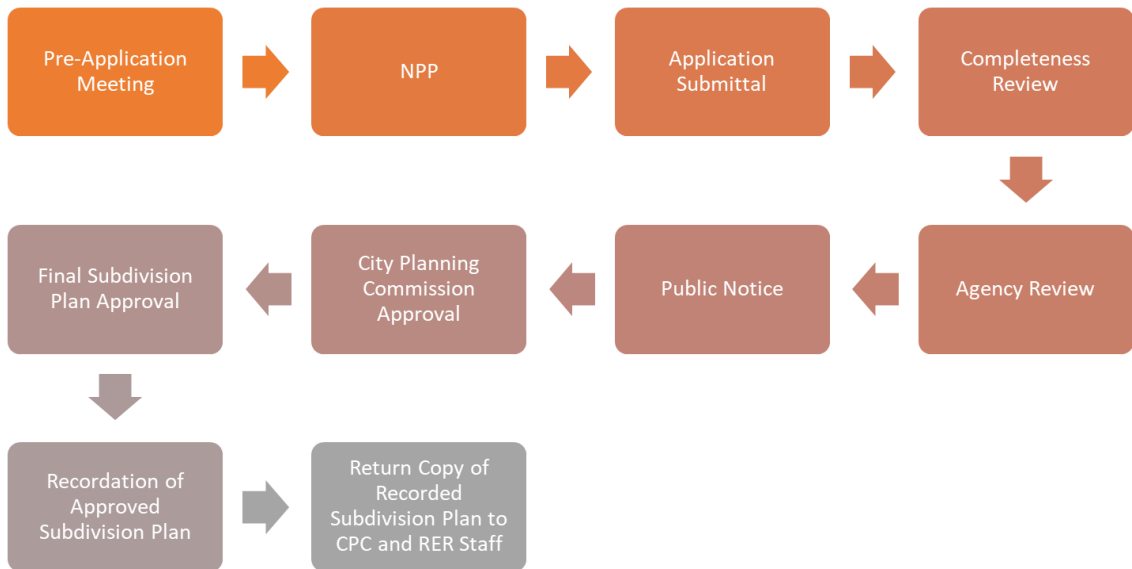 Pre-Application
Meeting
NPP
Application
Submittal
Completeness
Review
Agency Review
Public Notice
City Planning
Commission
Approval
Final Subdivision
Plan Approval
Recordation of
Approved
Subdivision Plan
Return Copy of
Recorded
Subdivision Plan to
CPC and RER Staff